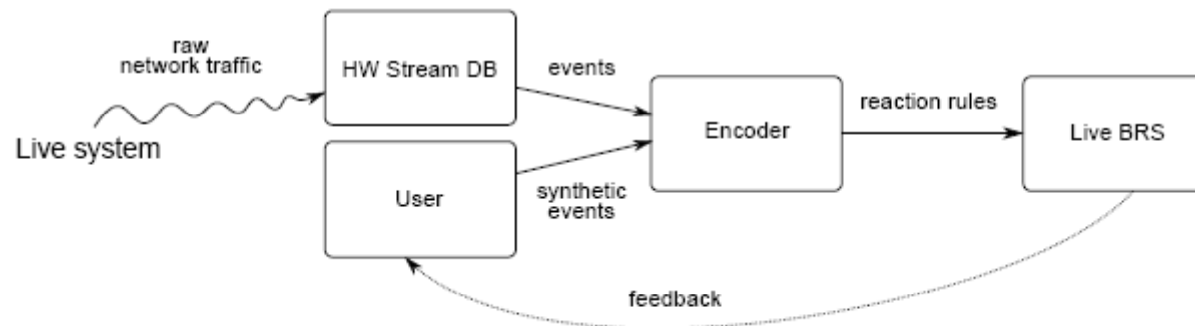 raw
network traffic
Live system
HW Stream DB
User
events
synthetic
events
Encoder
reaction rules
Live BRS
feedback